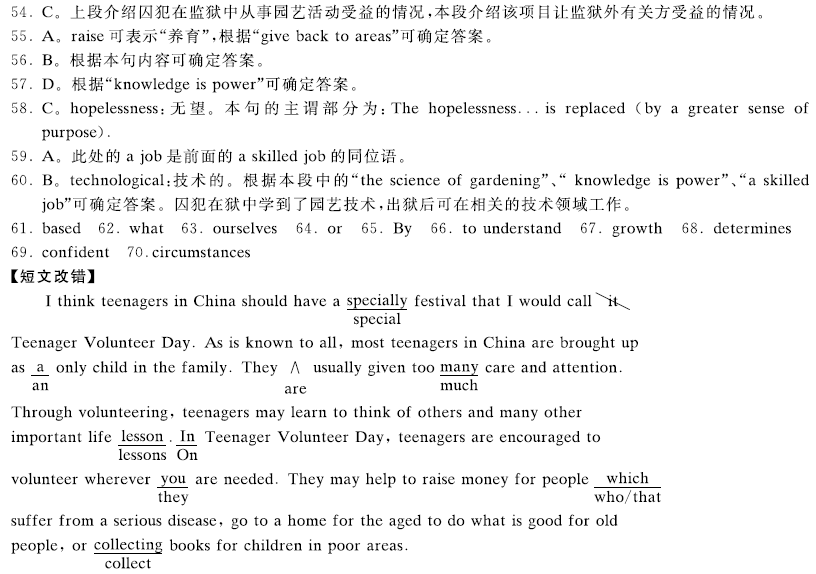 54. C。上段介绍囚犯在监狱中从事园艺活动受益的情况,本段介绍该项目让监狱外有关方受益的情况。
55. A。raise 可表示“养育”,根据“give back to areas”可确定答案。
56. B。根据本句内容可确定答案。
57. D。根据“knowledge is power”可确定答案。
58. C。hopelessness:无望。本句的主谓部分为:The hopelessness... is replaced (by a greater sense of
purpose).
59. A。此处的 a job 是前面的 a skilled job 的同位语。
60. B。technological:技术的。根据本段中的“the science of gardening”、“ knowledge is power”、“a skilled
job”可确定答案。囚犯在狱中学到了园艺技术,出狱后可在相关的技术领域工作。
61. based 62. what 63. ourselves 64. or 65. By 66. to understand 67. growth 68. determines
69. confident 70. circumstances
【短文改错】
I think teenagers in China should have a specially festival that I would call it
special
Teenager Volunteer Day. As is known to all, most teenagers in China are brought up
as a only child in the family. They ∧ usually given too many care and attention.
an are much
Through volunteering, teenagers may learn to think of others and many other
important life lesson. In Teenager Volunteer Day, teenagers are encouraged to
lessons On
volunteer wherever you are needed. They may help to raise money for people which
they who/that
suffer from a serious disease, go to a home for the aged to do what is good for old
people, or collecting books for children in poor areas.
collect